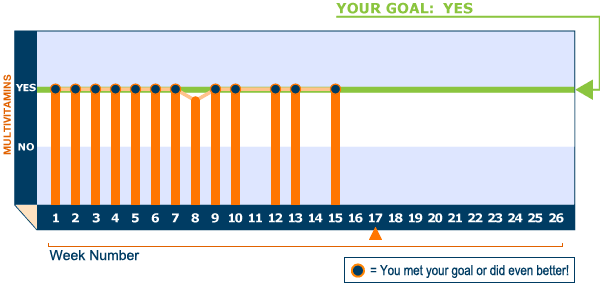 YOUR GOAL: YES
MULTIVITAMINS
YES
NO
1 2 3 4 5 6 7 8 9 10 11 12 13 14 15 16 17 18 19 20 21 22 23 24 25 26
Week Number
= You met your goal or did even better!